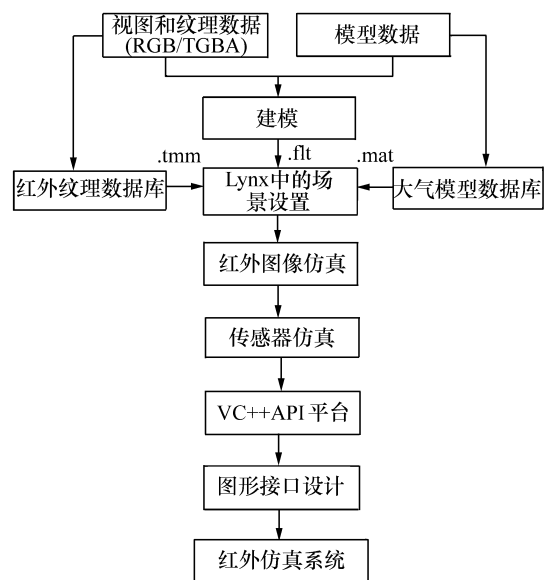 视图和纹理数据
(RGB/TGBA)
模型数据
建模
.tmm
.flt
.mat
红外纹理数据库
Lynx中的场
景设置
大气模型数据库
红外图像仿真
传感器仿真
VC++API平台
图形接口设计
红外仿真系统